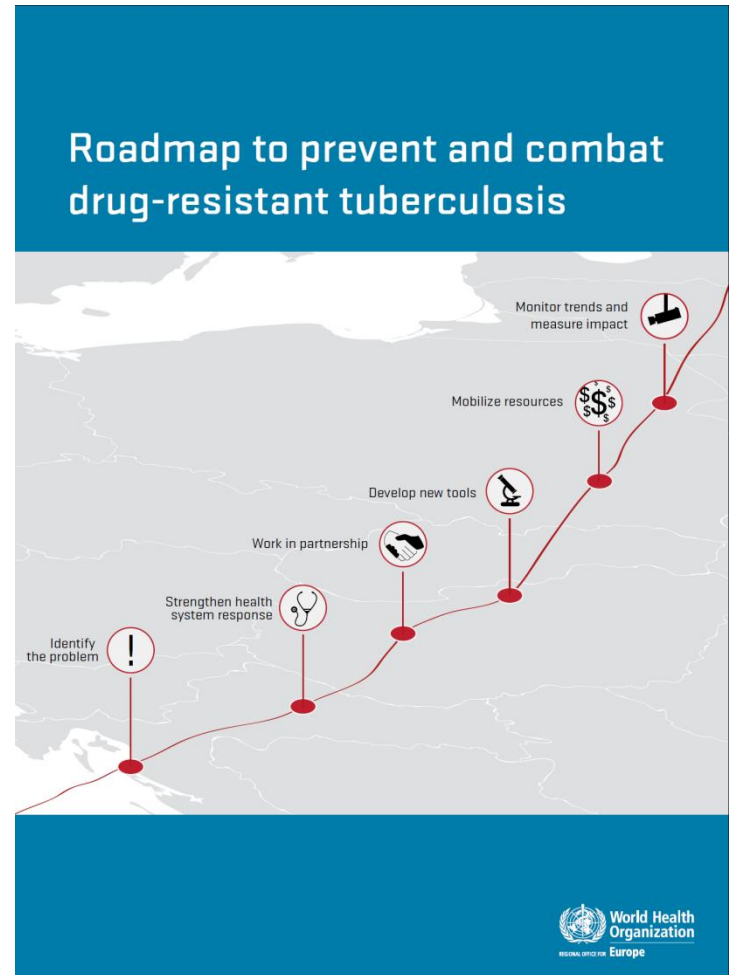 Roadmap to prevent and combat
drug-resistant tuberculosis
Monitor trends and
measure impact
Mobilize resources
Develop new tools
Work in partnership
Strengthen health
system response
Identify
the problem
World Health
Organization
REGIONAL OFFICE FOR Europe